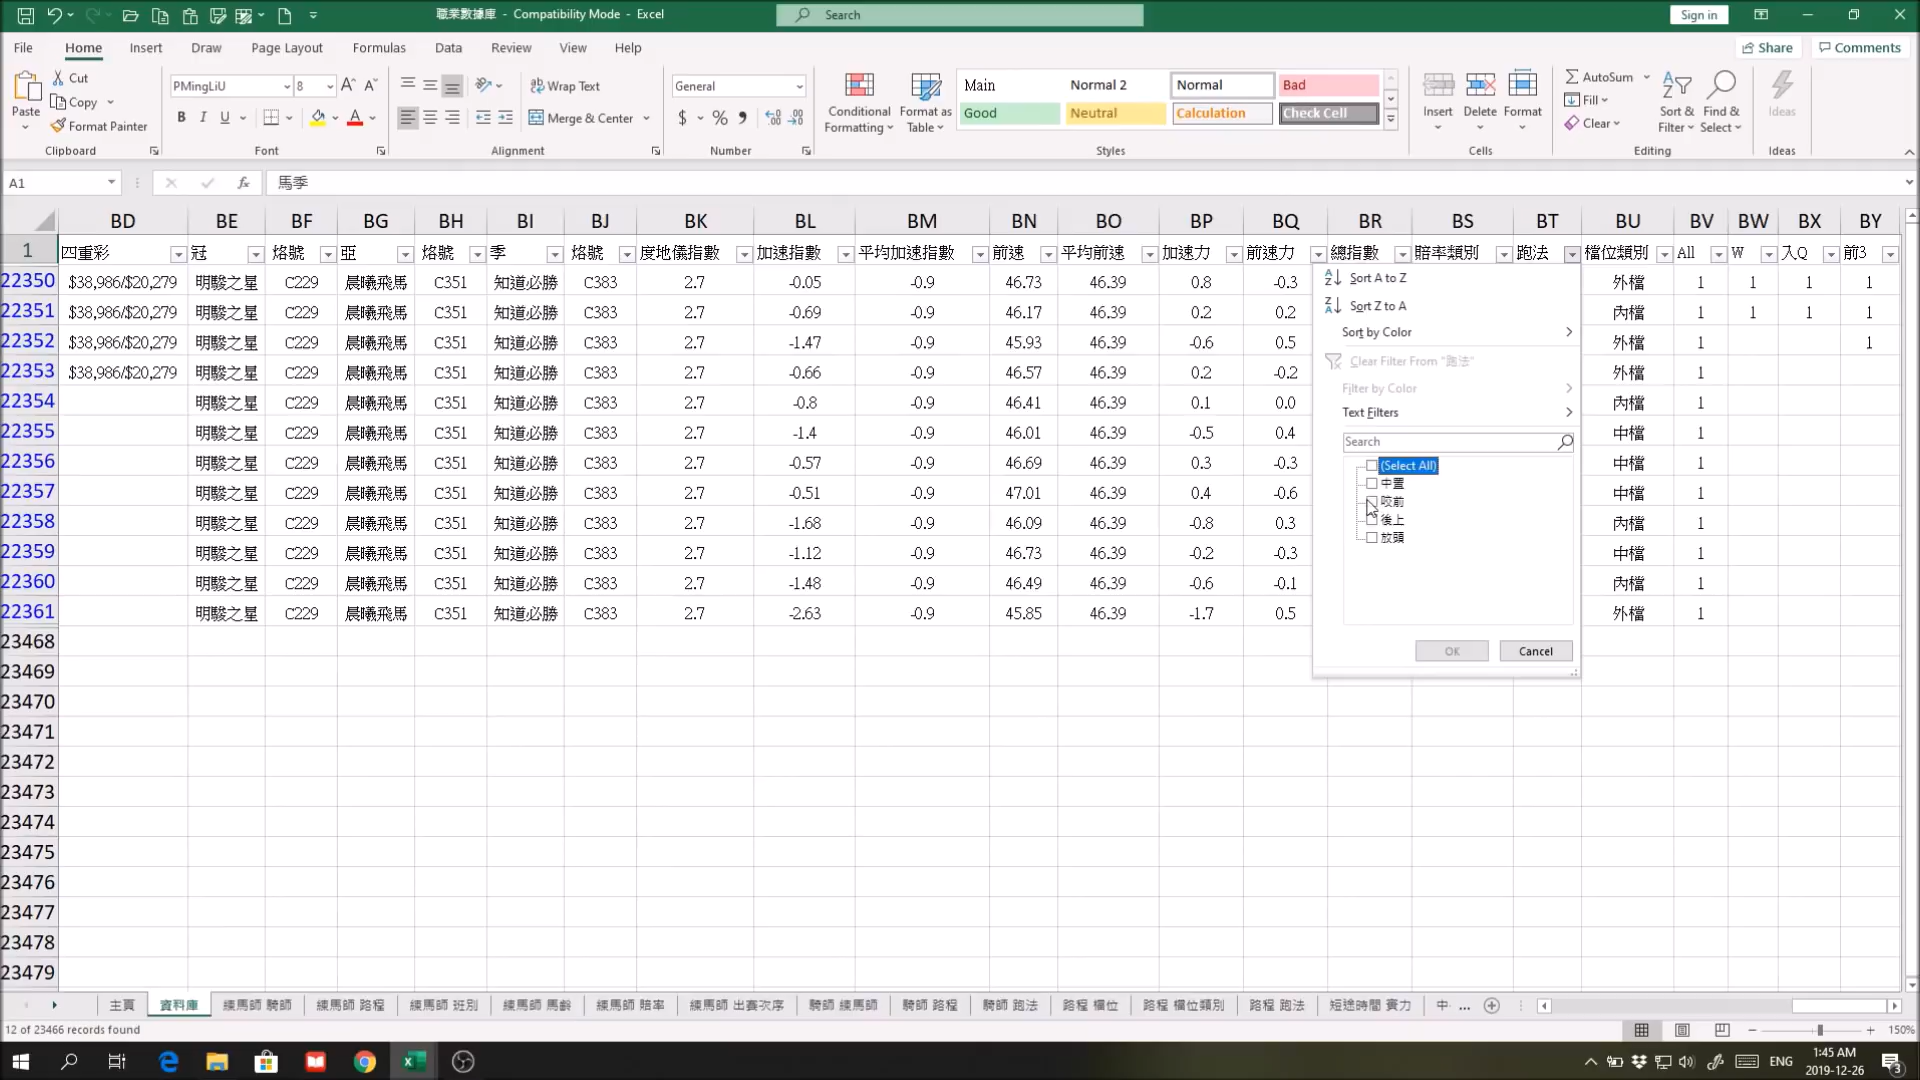 職業數據庫 - Compatibility Mode - Excel
Search
Sign in
File Home Insert Draw Page Layout Formulas Data Review View Help
Share Comments
Paste Cut Copy Format Painter Clipboard
PMingLiU 8 Font
Wrap Text Merge & Center Alignment
General Number
Conditional Formatting Format as Table
Main Normal 2 Normal Bad
Good Neutral Calculation Check Cell
Styles
Insert Delete Format Cells
AutoSum Fill Clear Sort & Filter Find & Select Editing
Ideas Ideas
A1 fx 馬季
BD BE BF BG BH BI BJ BK BL BM BN BO BP BQ BR BS BT BU BV BW BX BY
1 四重彩 冠 烙號 亞 烙號 季 烙號 度地儀指數 加速指數 平均加速指數 前速 平均前速 加速力 前速力 總指數 賠率類別 跑法 檔位類別 All W 入Q 前3
22350 $38,986/$20,279 明駿之星 C229 晨曦飛馬 C351 知道必勝 C383 2.7 -0.05 -0.9 46.73 46.39 0.8 -0.3 外檔 1 1 1 1
22351 $38,986/$20,279 明駿之星 C229 晨曦飛馬 C351 知道必勝 C383 2.7 -0.69 -0.9 46.17 46.39 0.2 0.2 內檔 1 1 1 1
22352 $38,986/$20,279 明駿之星 C229 晨曦飛馬 C351 知道必勝 C383 2.7 -1.47 -0.9 45.93 46.39 -0.6 0.5 外檔 1 1
22353 $38,986/$20,279 明駿之星 C229 晨曦飛馬 C351 知道必勝 C383 2.7 -0.66 -0.9 46.57 46.39 0.2 -0.2 外檔 1
22354 明駿之星 C229 晨曦飛馬 C351 知道必勝 C383 2.7 -0.8 -0.9 46.41 46.39 0.1 0.0 內檔 1
22355 明駿之星 C229 晨曦飛馬 C351 知道必勝 C383 2.7 -1.4 -0.9 46.01 46.39 -0.5 0.4 中檔 1
22356 明駿之星 C229 晨曦飛馬 C351 知道必勝 C383 2.7 -0.57 -0.9 46.69 46.39 0.3 -0.3 中檔 1
22357 明駿之星 C229 晨曦飛馬 C351 知道必勝 C383 2.7 -0.51 -0.9 47.01 46.39 0.4 -0.6 中檔 1
22358 明駿之星 C229 晨曦飛馬 C351 知道必勝 C383 2.7 -1.68 -0.9 46.09 46.39 -0.8 0.3 內檔 1
22359 明駿之星 C229 晨曦飛馬 C351 知道必勝 C383 2.7 -1.12 -0.9 46.73 46.39 -0.2 -0.3 中檔 1
22360 明駿之星 C229 晨曦飛馬 C351 知道必勝 C383 2.7 -1.48 -0.9 46.49 46.39 -0.6 -0.1 內檔 1
22361 明駿之星 C229 晨曦飛馬 C351 知道必勝 C383 2.7 -2.63 -0.9 45.85 46.39 -1.7 0.5 外檔 1
23468
23469
23470
23471
23472
23473
23474
23475
23476
23477
23478
23479
Sort A to Z
Sort Z to A
Sort by Color
Clear Filter From "跑法"
Filter by Color
Text Filters
Search
(Select All)
中置
咬前
後上
放頭
OK Cancel
主頁 資料庫 練馬師 騎師 練馬師 路程 練馬師 班別 練馬師 馬齡 練馬師 賠率 練馬師 出賽次序 騎師 練馬師 騎師 路程 騎師 跑法 路程 檔位 路程 檔位類別 路程 跑法 短途時間 實力 中 ...
12 of 23466 records found
150%
ENG
1:45 AM
2019-12-26
3